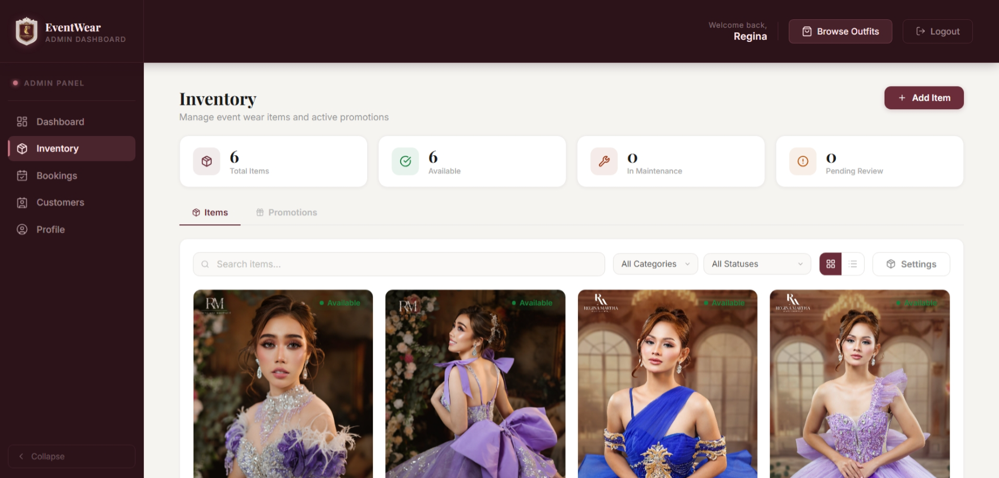 EventWear
ADMIN DASHBOARD
Welcome back,
Regina
Browse Outfits
Logout
ADMIN PANEL
Dashboard
Inventory
Bookings
Customers
Profile
Collapse
Inventory
Manage event wear items and active promotions
Add Item
6
Total Items
6
Available
0
In Maintenance
0
Pending Review
Items
Promotions
Search items...
All Categories
All Statuses
Settings
RM
Available
RM
Available
REGINA MARTHA
Available
REGINA MARTHA
Available